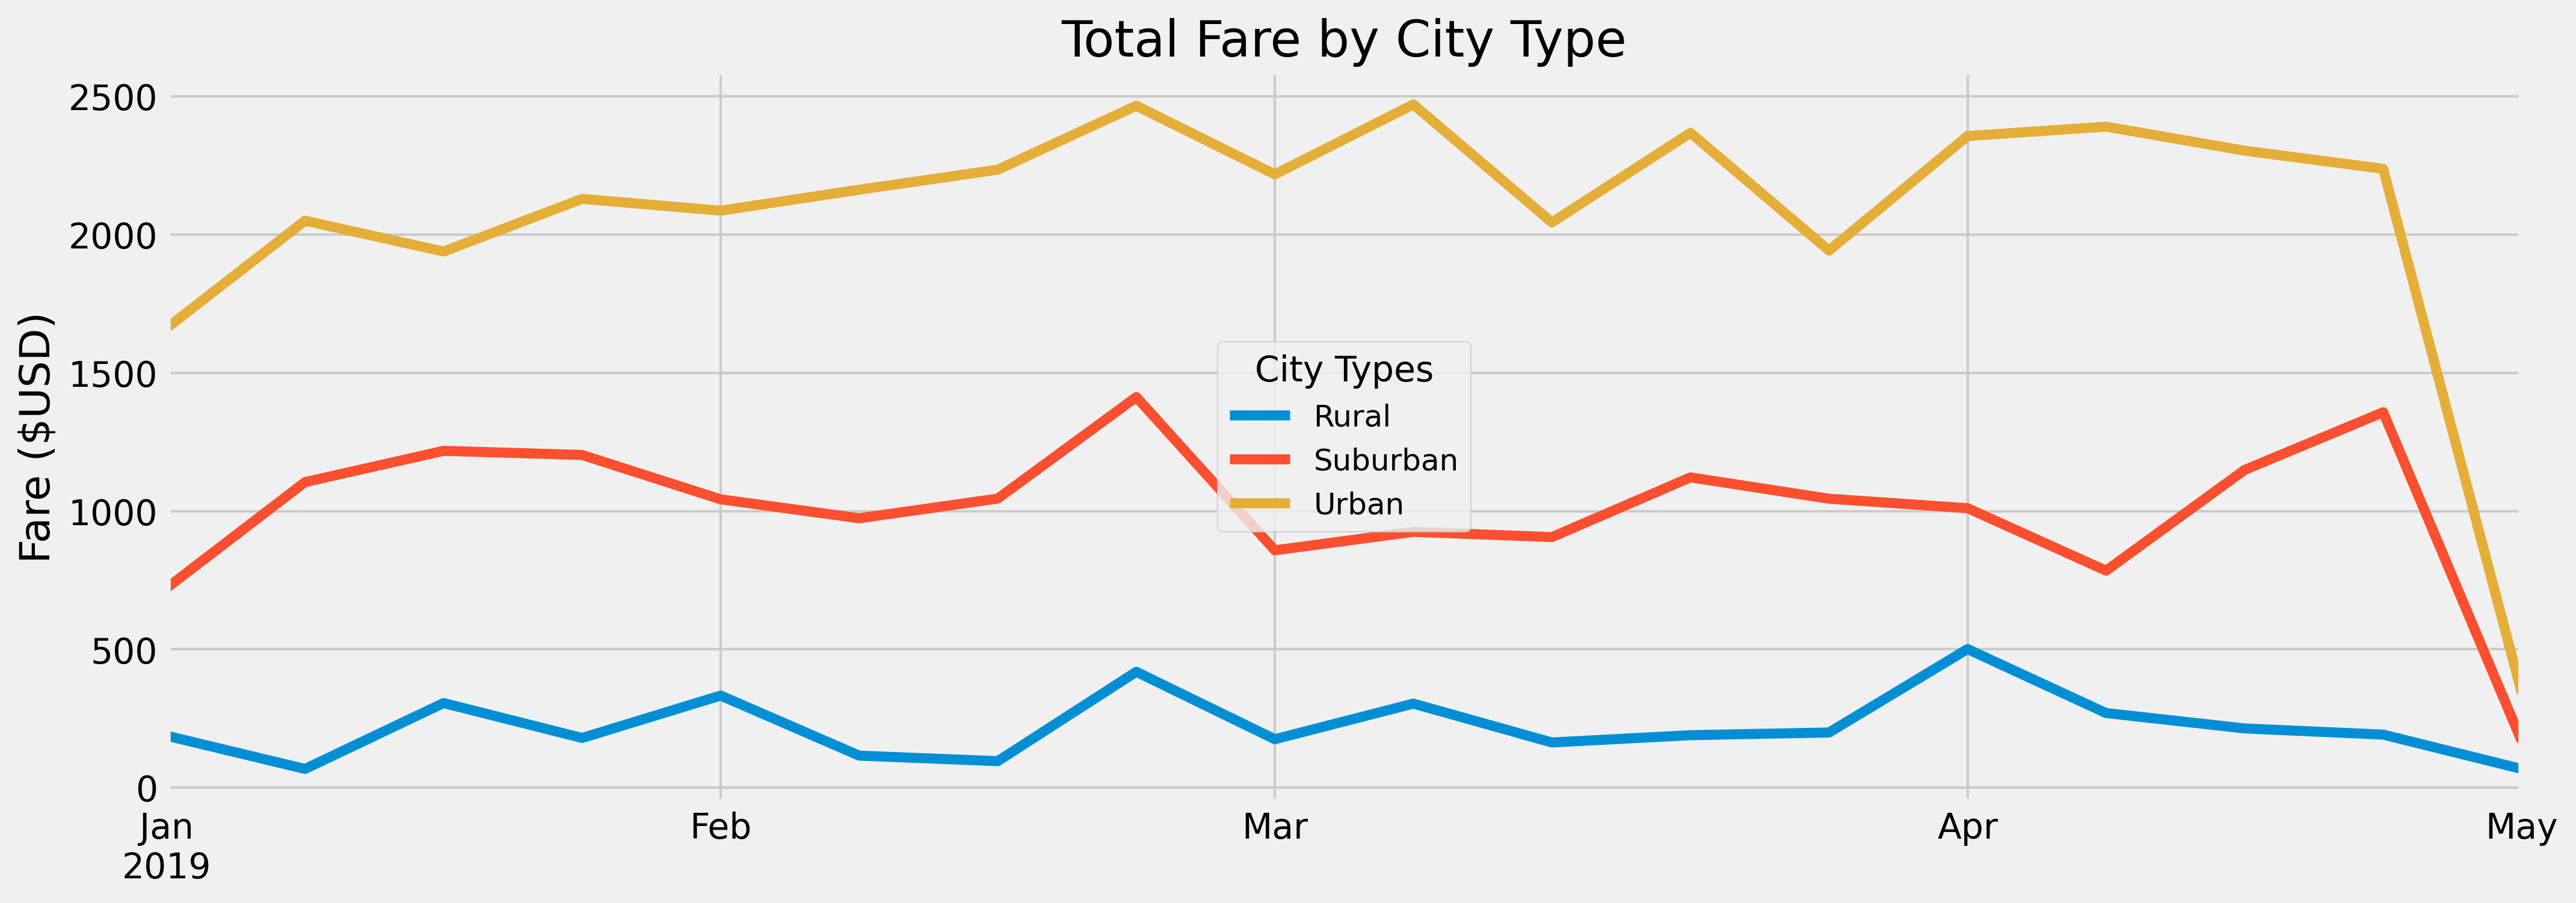 Total Fare by City Type
Fare ($USD)
2500
2000
1500
1000
500
0
City Types
Rural
Suburban
Urban
Jan Feb Mar Apr May
2019